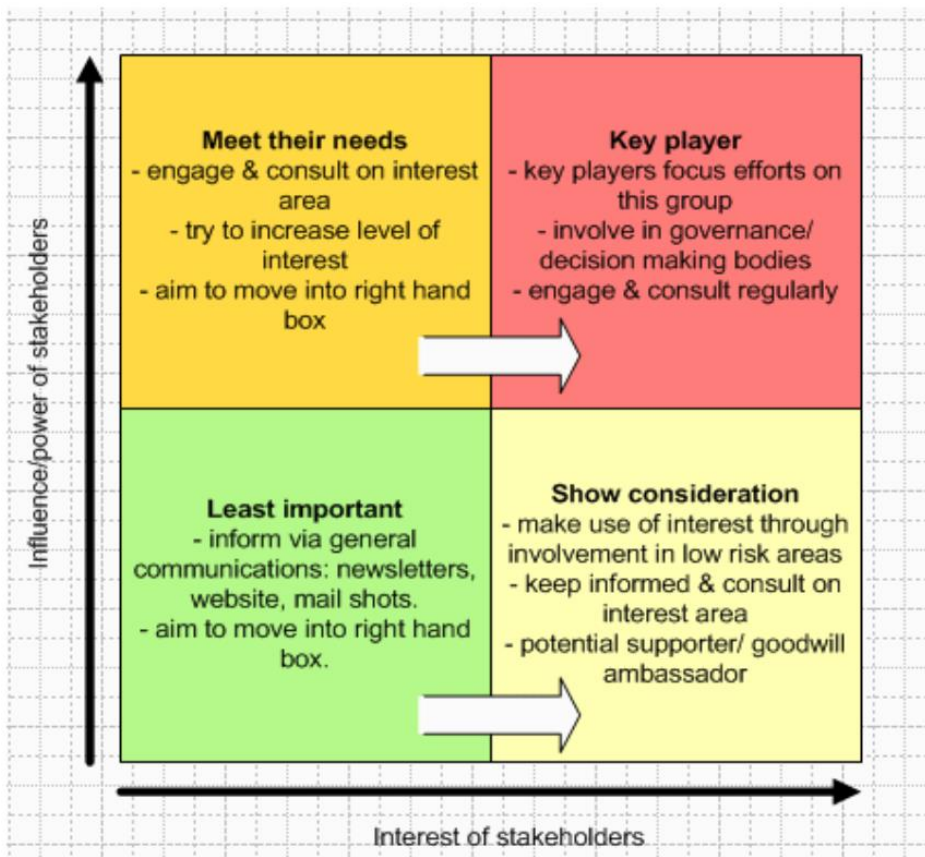 Influence/power of stakeholders
Meet their needs
- engage & consult on interest
area
- try to increase level of
interest
- aim to move into right hand
box
Key player
- key players focus efforts on
this group
- involve in governance/
decision making bodies
- engage & consult regularly
Least important
- inform via general
communications: newsletters,
website, mail shots.
- aim to move into right hand
box.
Show consideration
- make use of interest through
involvement in low risk areas
- keep informed & consult on
interest area
- potential supporter/ goodwill
ambassador
Interest of stakeholders